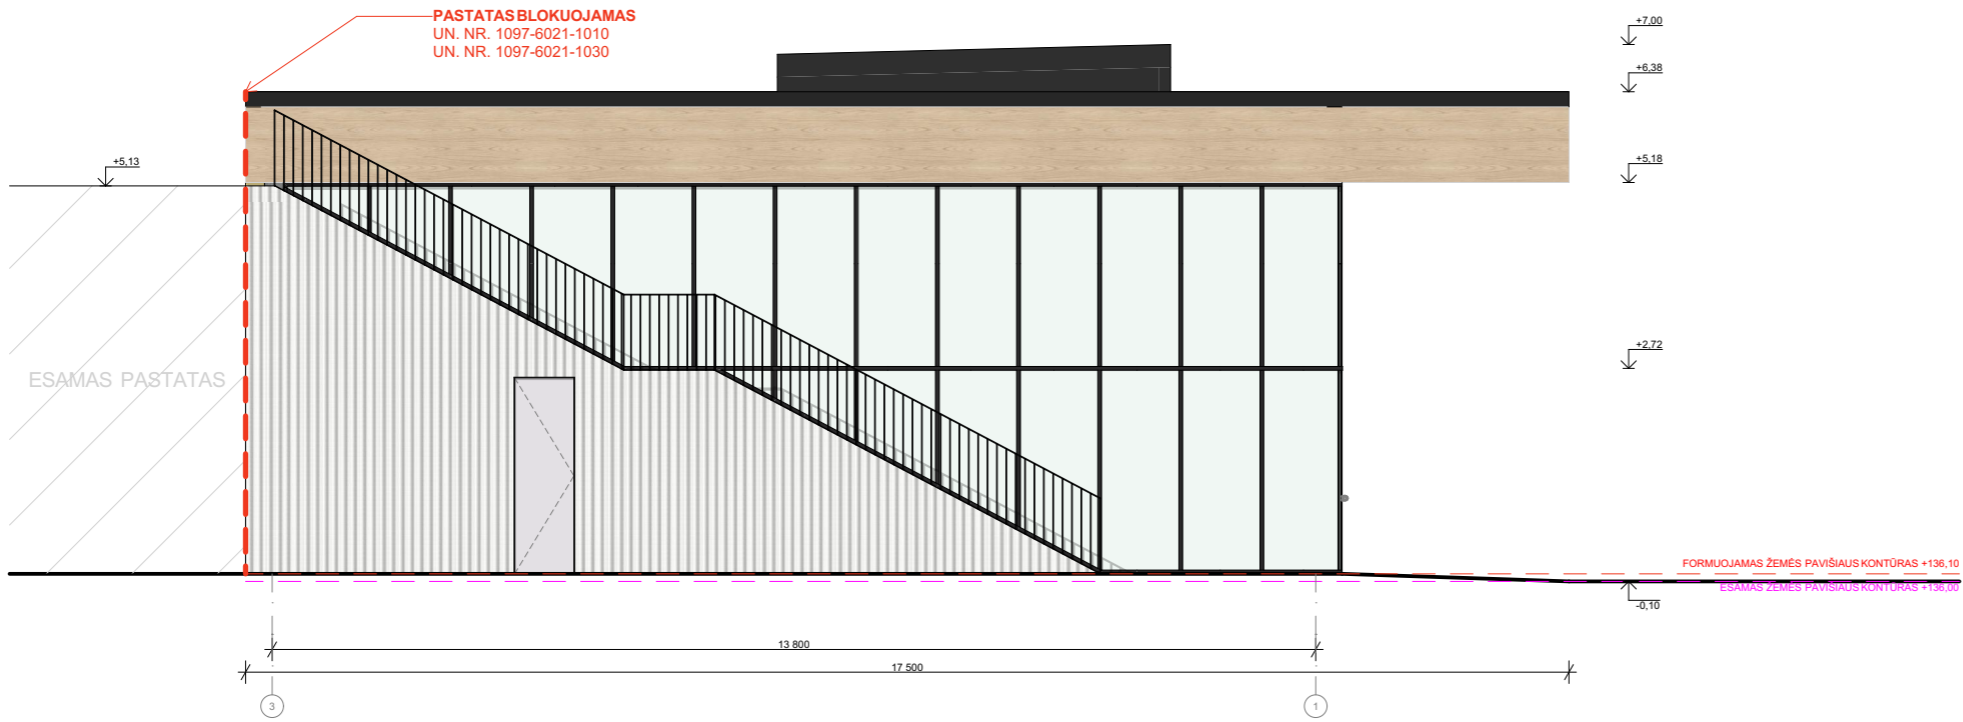 PASTATAS BLOKUOJAMAS
UN. NR. 1097-6021-1010
UN. NR. 1097-6021-1030
+7,00
+6,38
+5,13
+5,18
+2,72
ESAMAS PASTATAS
FORMUOJAMAS ŽEMĖS PAVIŠIAUS KONTŪRAS +136,10
ESAMAS ŽEMĖS PAVIŠIAUS KONTŪRAS +136,00
-0,10
13 800
17 500
3
1